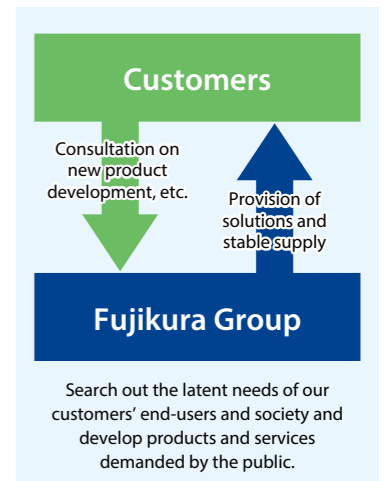 Customers
Consultation on
new product
development, etc.
Provision of
solutions and
stable supply
Fujikura Group
Search out the latent needs of our
customers’ end-users and society and
develop products and services
demanded by the public.